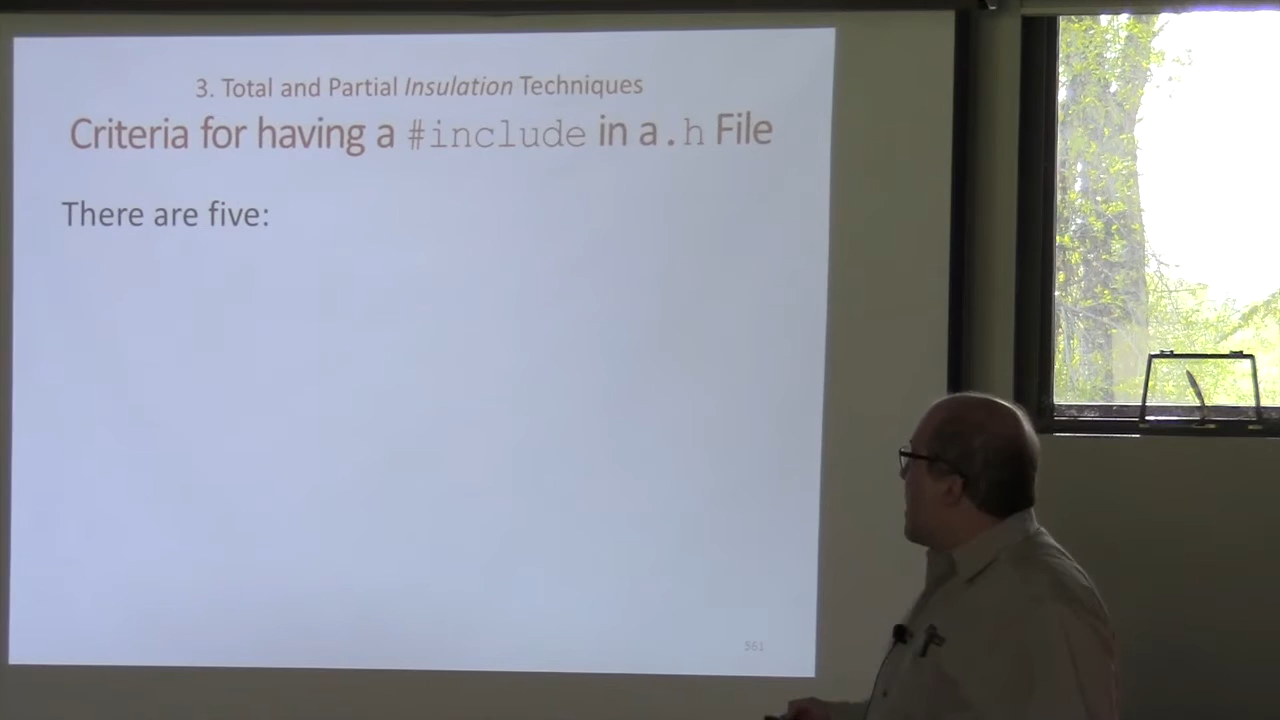 3. Total and Partial Insulation Techniques
Criteria for having a #include in a .h File
There are five:
561